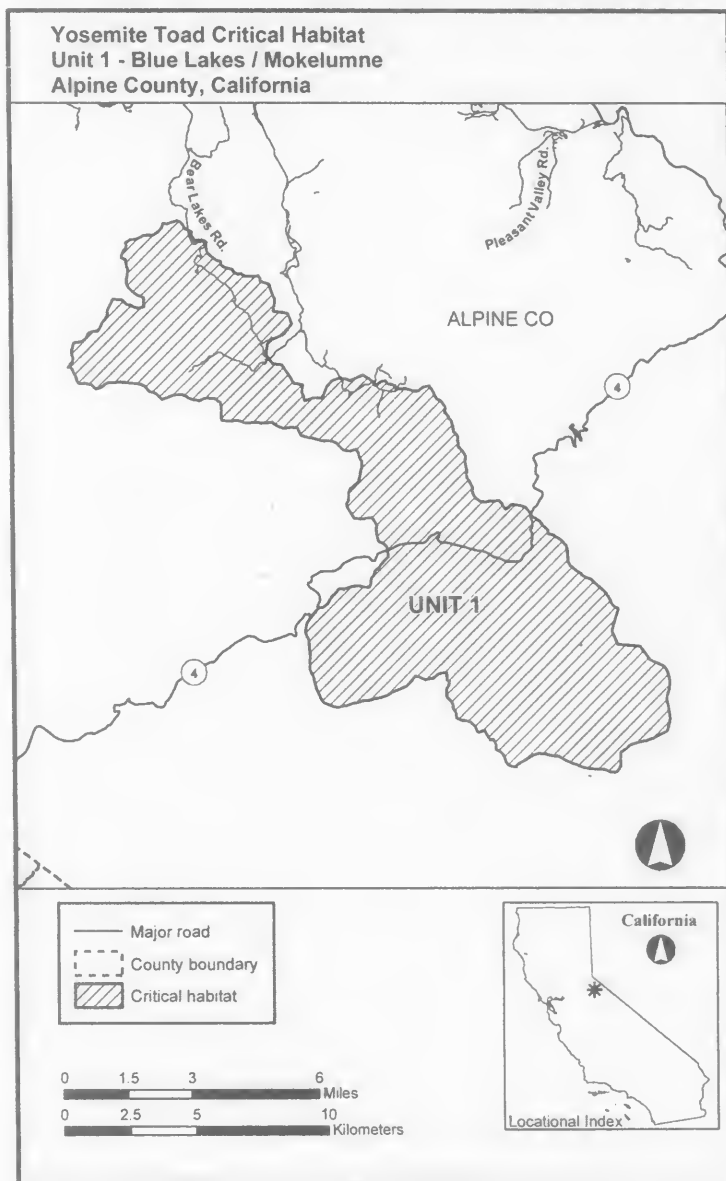 Yosemite Toad Critical Habitat
Unit 1 - Blue Lakes / Mokelumne
Alpine County, California
Bear Lakes Rd.
Pleasant Valley Rd.
ALPINE CO
4
UNIT 1
4
Major road
County boundary
Critical habitat
California
Locational Index
0 1.5 3 6
Miles
0 2.5 5 10
Kilometers